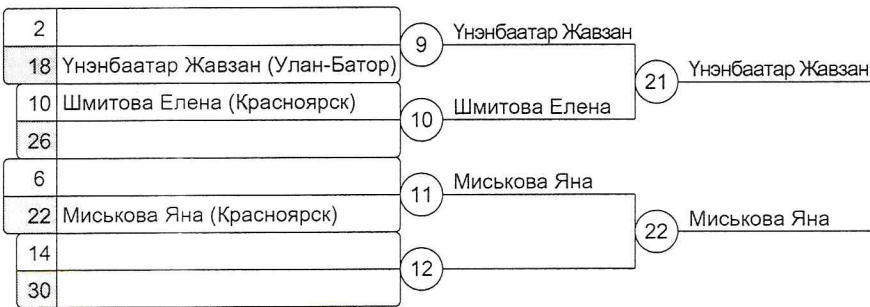 2
9
Үнэнбаатар Жавзан
18 Үнэнбаатар Жавзан (Улан-Батор)
21
Үнэнбаатар Жавзан
10 Шмитова Елена (Красноярск)
10
Шмитова Елена
26
6
11
Миськова Яна
22 Миськова Яна (Красноярск)
22
Миськова Яна
14
12
30